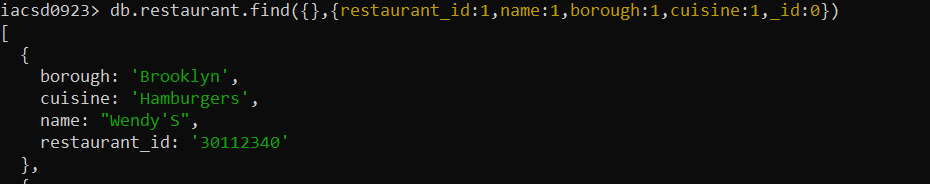 iacsd0923> db.restaurant.find({},{restaurant_id:1,name:1,borough:1,cuisine:1,_id:0})
[
  {
    borough: 'Brooklyn',
    cuisine: 'Hamburgers',
    name: "Wendy'S",
    restaurant_id: '30112340'
  },
  {